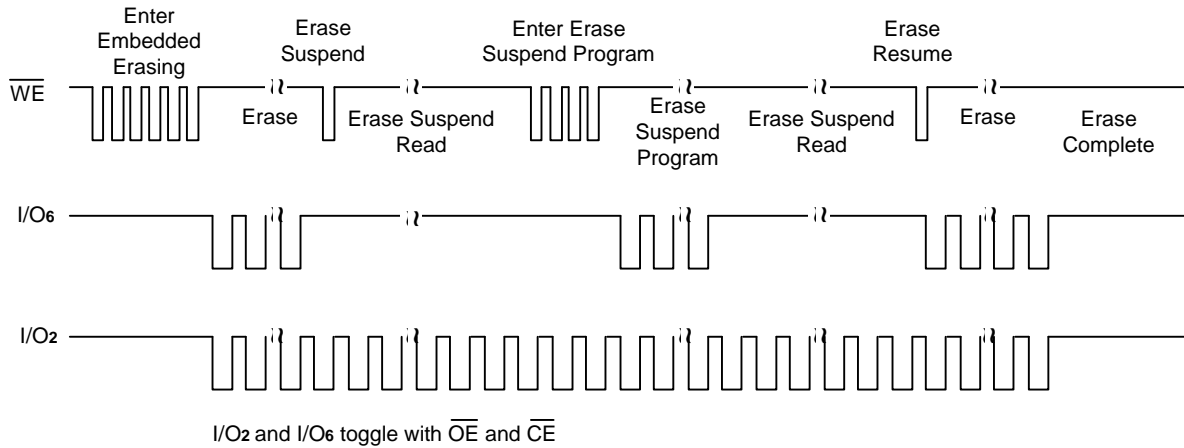 Enter
Embedded
Erasing
Erase
Suspend
Enter Erase
Suspend Program
Erase
Resume
WE
Erase
Erase Suspend
Read
Erase
Suspend
Program
Erase Suspend
Read
Erase
Erase
Complete
I/O6
I/O2
I/O2 and I/O6 toggle with OE and CE